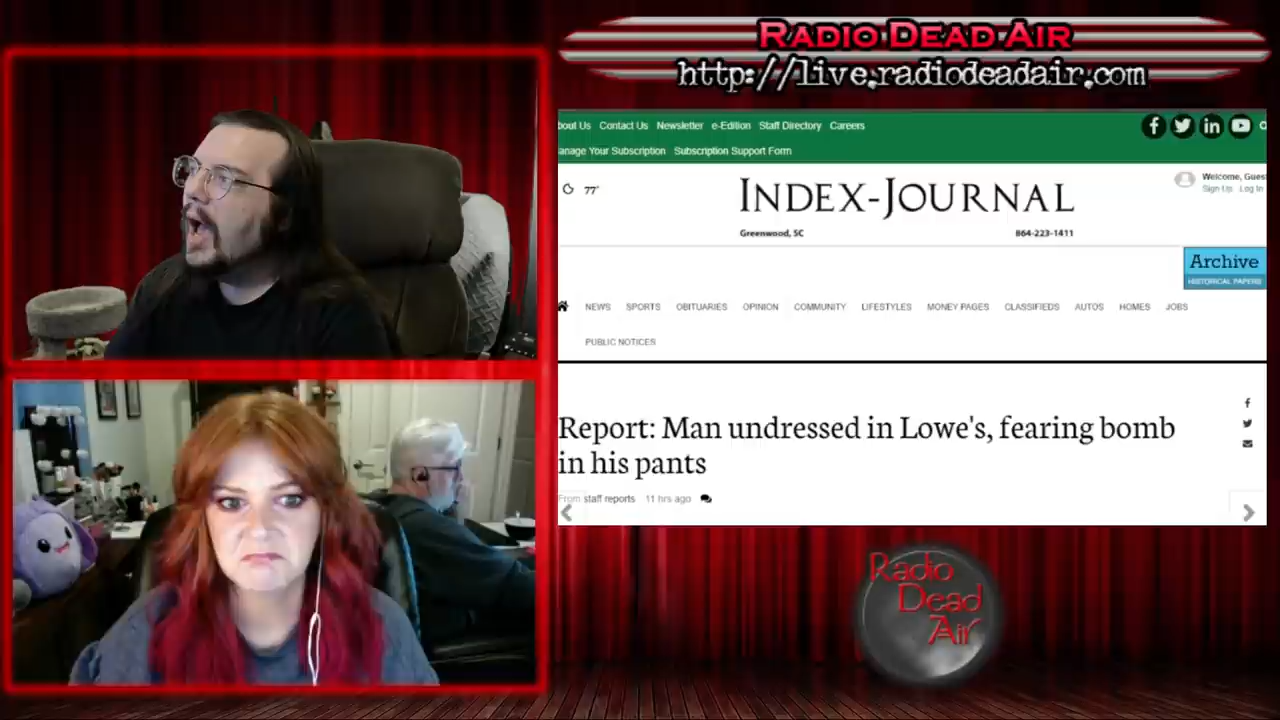 RADIO DEAD AIR
http://live.radiodeadair.com
bout Us Contact Us Newsletter e-Edition Staff Directory Careers
anage Your Subscription Subscription Support Form
77°
INDEX-JOURNAL
Greenwood, SC 864-223-1411
Welcome, Gues
Sign Up Log In
Archive
HISTORICAL PAPERS
NEWS SPORTS OBITUARIES OPINION COMMUNITY LIFESTYLES MONEY PAGES CLASSIFIEDS AUTOS HOMES JOBS
PUBLIC NOTICES
Report: Man undressed in Lowe's, fearing bomb
in his pants
From staff reports 11 hrs ago
Radio
Dead
Air